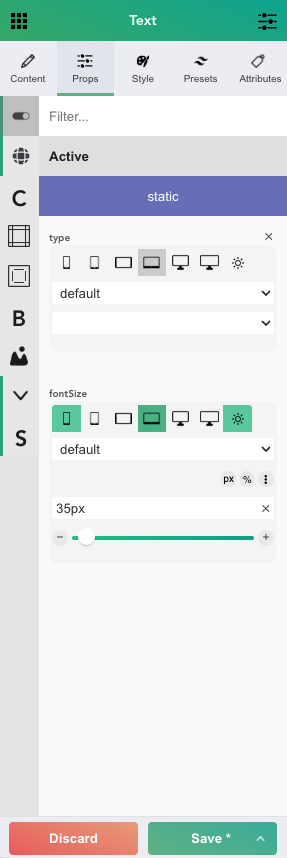 Text
Content Props Style Presets Attributes
Filter...
Active
C
static
type
default
B
fontSize
S
default
px %
35px
Discard Save *